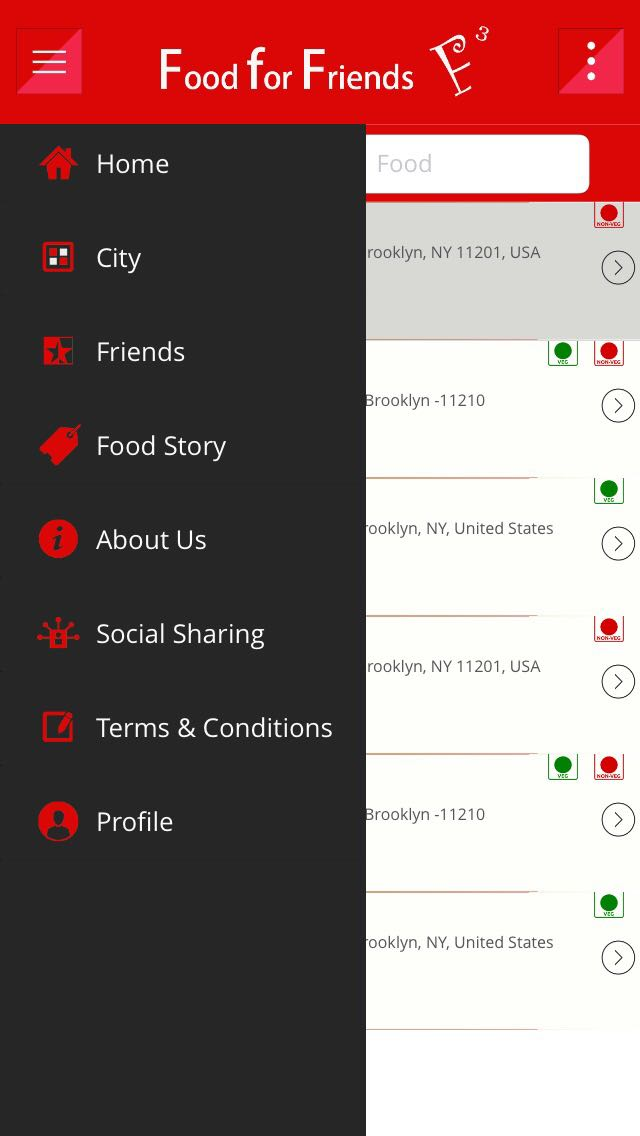 Food for Friends F3
Home
City
Friends
Food Story
About Us
Social Sharing
Terms & Conditions
Profile
Food
NON-VEG
rooklyn, NY 11201, USA
VEG NON-VEG
Brooklyn -11210
VEG
rooklyn, NY, United States
NON-VEG
rooklyn, NY 11201, USA
VEG NON-VEG
Brooklyn -11210
VEG
rooklyn, NY, United States